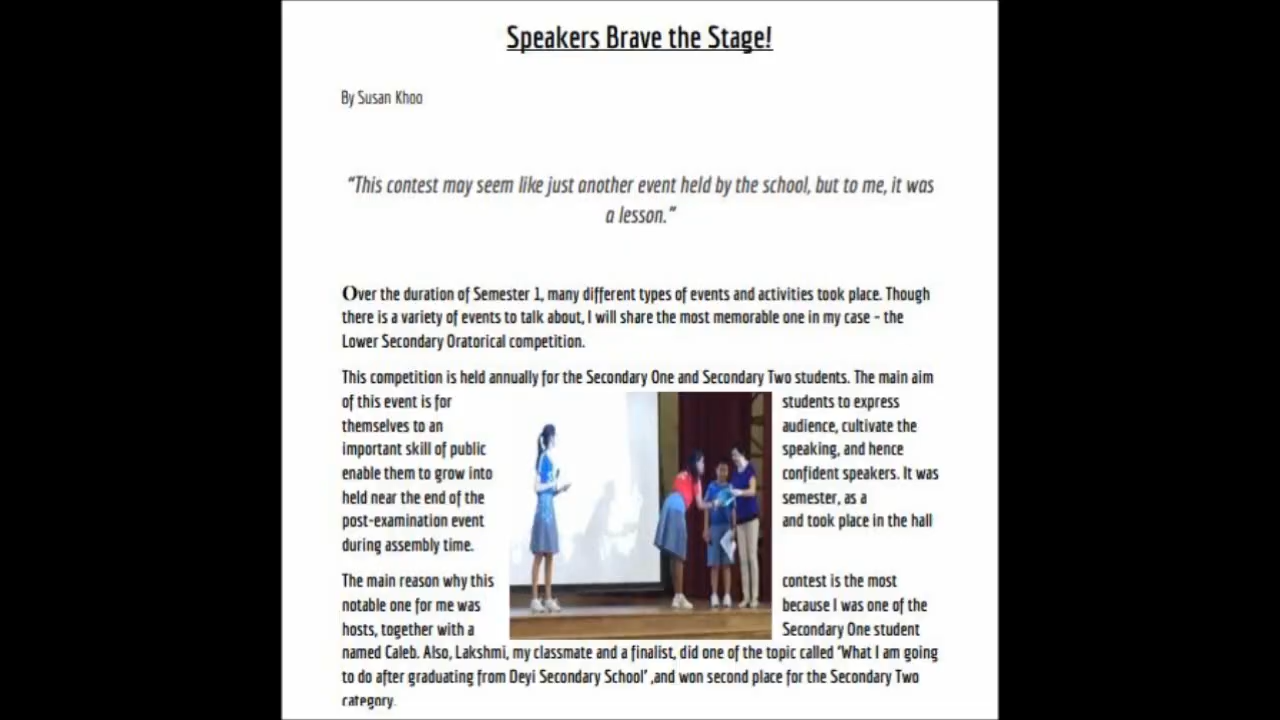 Speakers Brave the Stage!
By Susan Khoo
“This contest may seem like just another event held by the school, but to me, it was
a lesson.”
Over the duration of Semester 1, many different types of events and activities took place. Though
there is a variety of events to talk about, I will share the most memorable one in my case - the
Lower Secondary Oratorical competition.
This competition is held annually for the Secondary One and Secondary Two students. The main aim
of this event is for students to express
themselves to an audience, cultivate the
important skill of public speaking, and hence
enable them to grow into confident speakers. It was
held near the end of the semester, as a
post-examination event and took place in the hall
during assembly time.
The main reason why this contest is the most
notable one for me was because I was one of the
hosts, together with a Secondary One student
named Caleb. Also, Lakshmi, my classmate and a finalist, did one of the topic called ‘What I am going
to do after graduating from Deyi Secondary School’ ,and won second place for the Secondary Two
category.